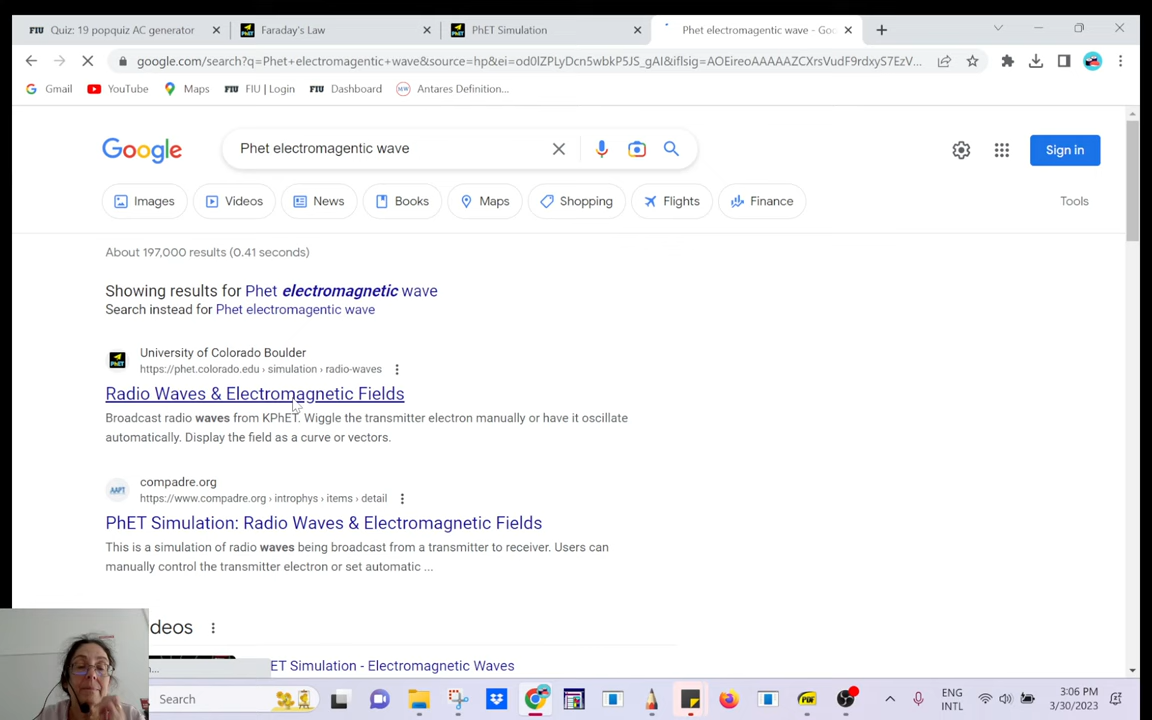 Quiz: 19 popquiz AC generator
Faraday's Law
PhET Simulation
Phet electromagentic wave - Goo
google.com/search?q=Phet+electromagentic+wave&source=hp&ei=od0lZPLyDcn5wbkP5JS_gAI&iflsig=AOEireoAAAAAZCXrsVudF9rdxyS7EzV...
Gmail
YouTube
Maps
FIU FIU | Login
FIU Dashboard
Antares Definition...
Google
Phet electromagentic wave
Sign in
Images
Videos
News
Books
Maps
Shopping
Flights
Finance
Tools
About 197,000 results (0.41 seconds)
Showing results for Phet electromagnetic wave
Search instead for Phet electromagentic wave
University of Colorado Boulder
https://phet.colorado.edu › simulation › radio-waves
Radio Waves & Electromagnetic Fields
Broadcast radio waves from KPhET. Wiggle the transmitter electron manually or have it oscillate
automatically. Display the field as a curve or vectors.
compadre.org
https://www.compadre.org › introphys › items › detail
PhET Simulation: Radio Waves & Electromagnetic Fields
This is a simulation of radio waves being broadcast from a transmitter to receiver. Users can
manually control the transmitter electron or set automatic ...
deos
ET Simulation - Electromagnetic Waves
Search
ENG
INTL
3:06 PM
3/30/2023